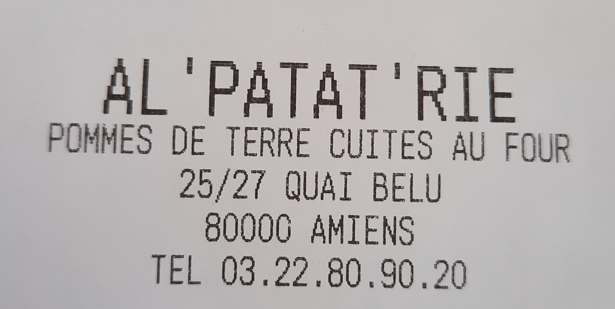 AL'PATAT'RIE
POMMES DE TERRE CUITES AU FOUR
25/27 QUAI BELU
80000 AMIENS
TEL 03.22.80.90.20